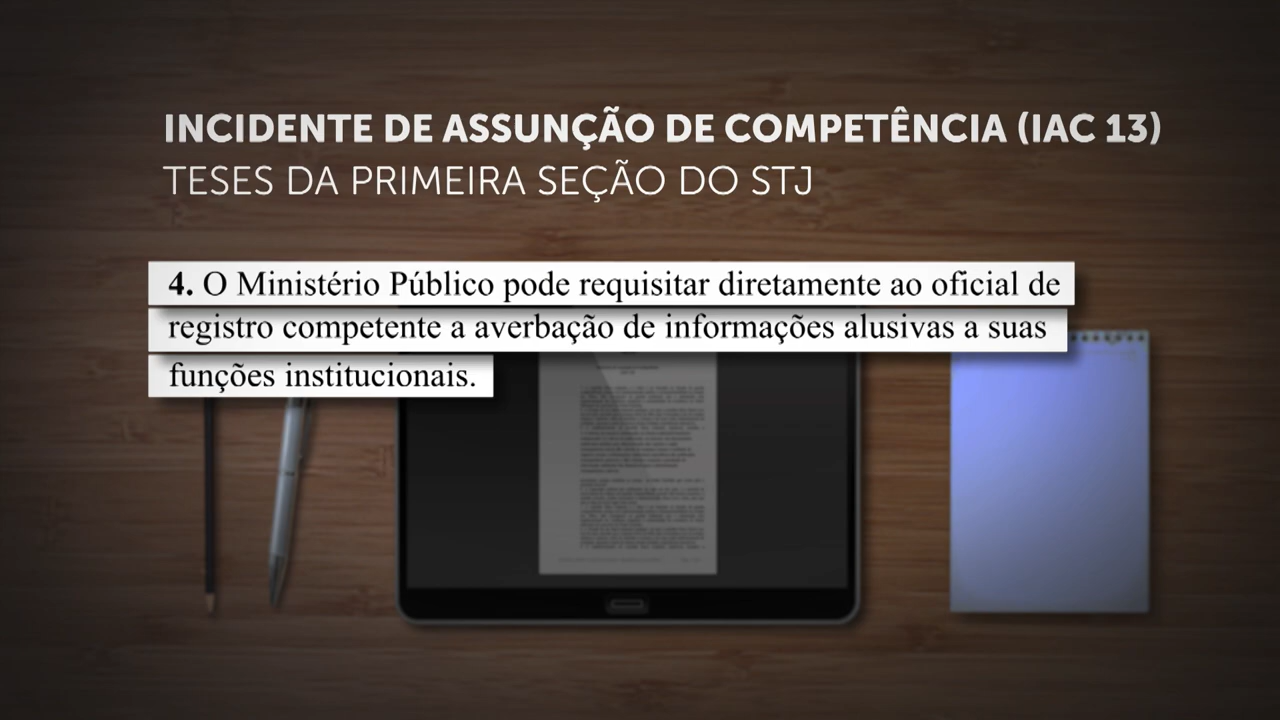 INCIDENTE DE ASSUNÇÃO DE COMPETÊNCIA (IAC 13)
TESES DA PRIMEIRA SEÇÃO DO STJ
4. O Ministério Público pode requisitar diretamente ao oficial de
registro competente a averbação de informações alusivas a suas
funções institucionais.